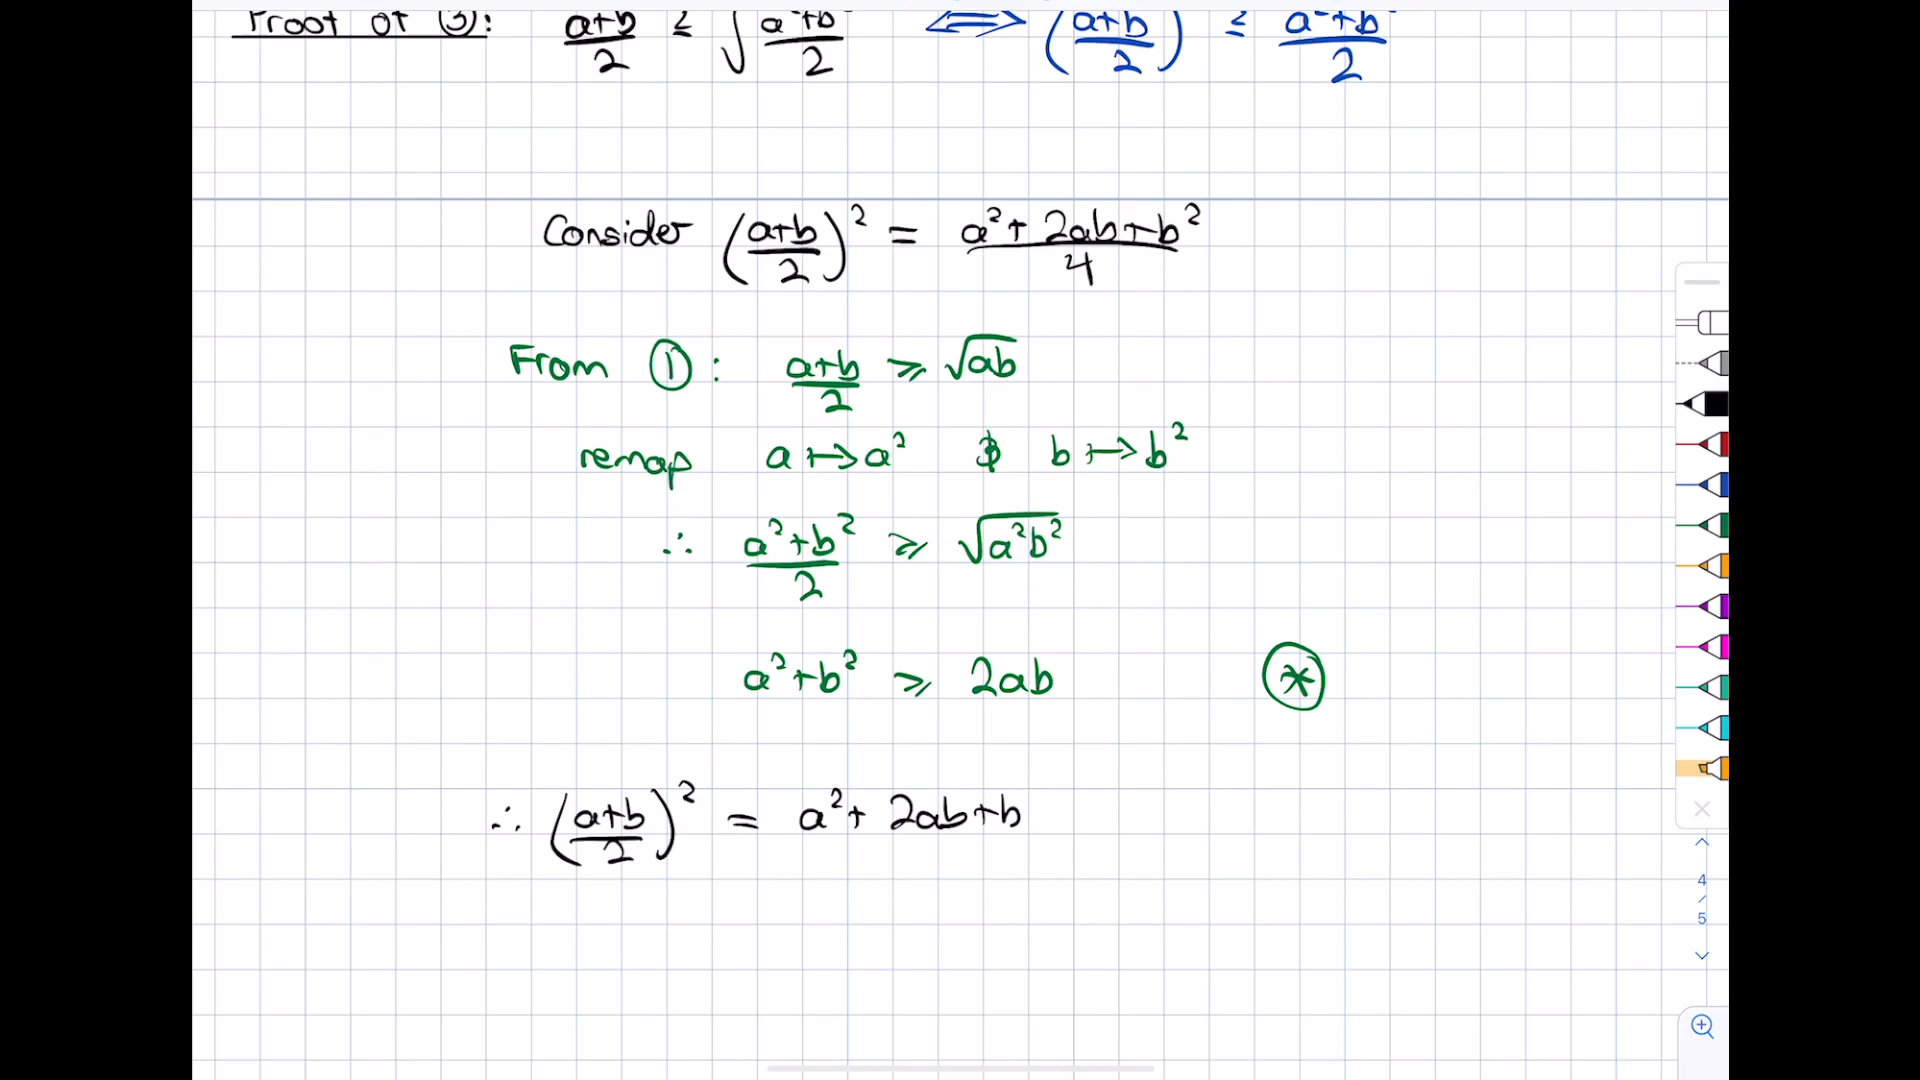 Proof of ③: a+b/2 ≤ √(a²+b²/2) ⟺ (a+b/2) ≤ a²+b²/2
Consider (a+b/2)² = a²+2ab+b²/4
From ①: a+b/2 ≥ √ab
remap a ↦ a² & b ↦ b²
∴ a²+b²/2 ≥ √a²b²
a²+b² ≥ 2ab ⊛
∴ (a+b/2)² = a²+2ab+b
4
/
5